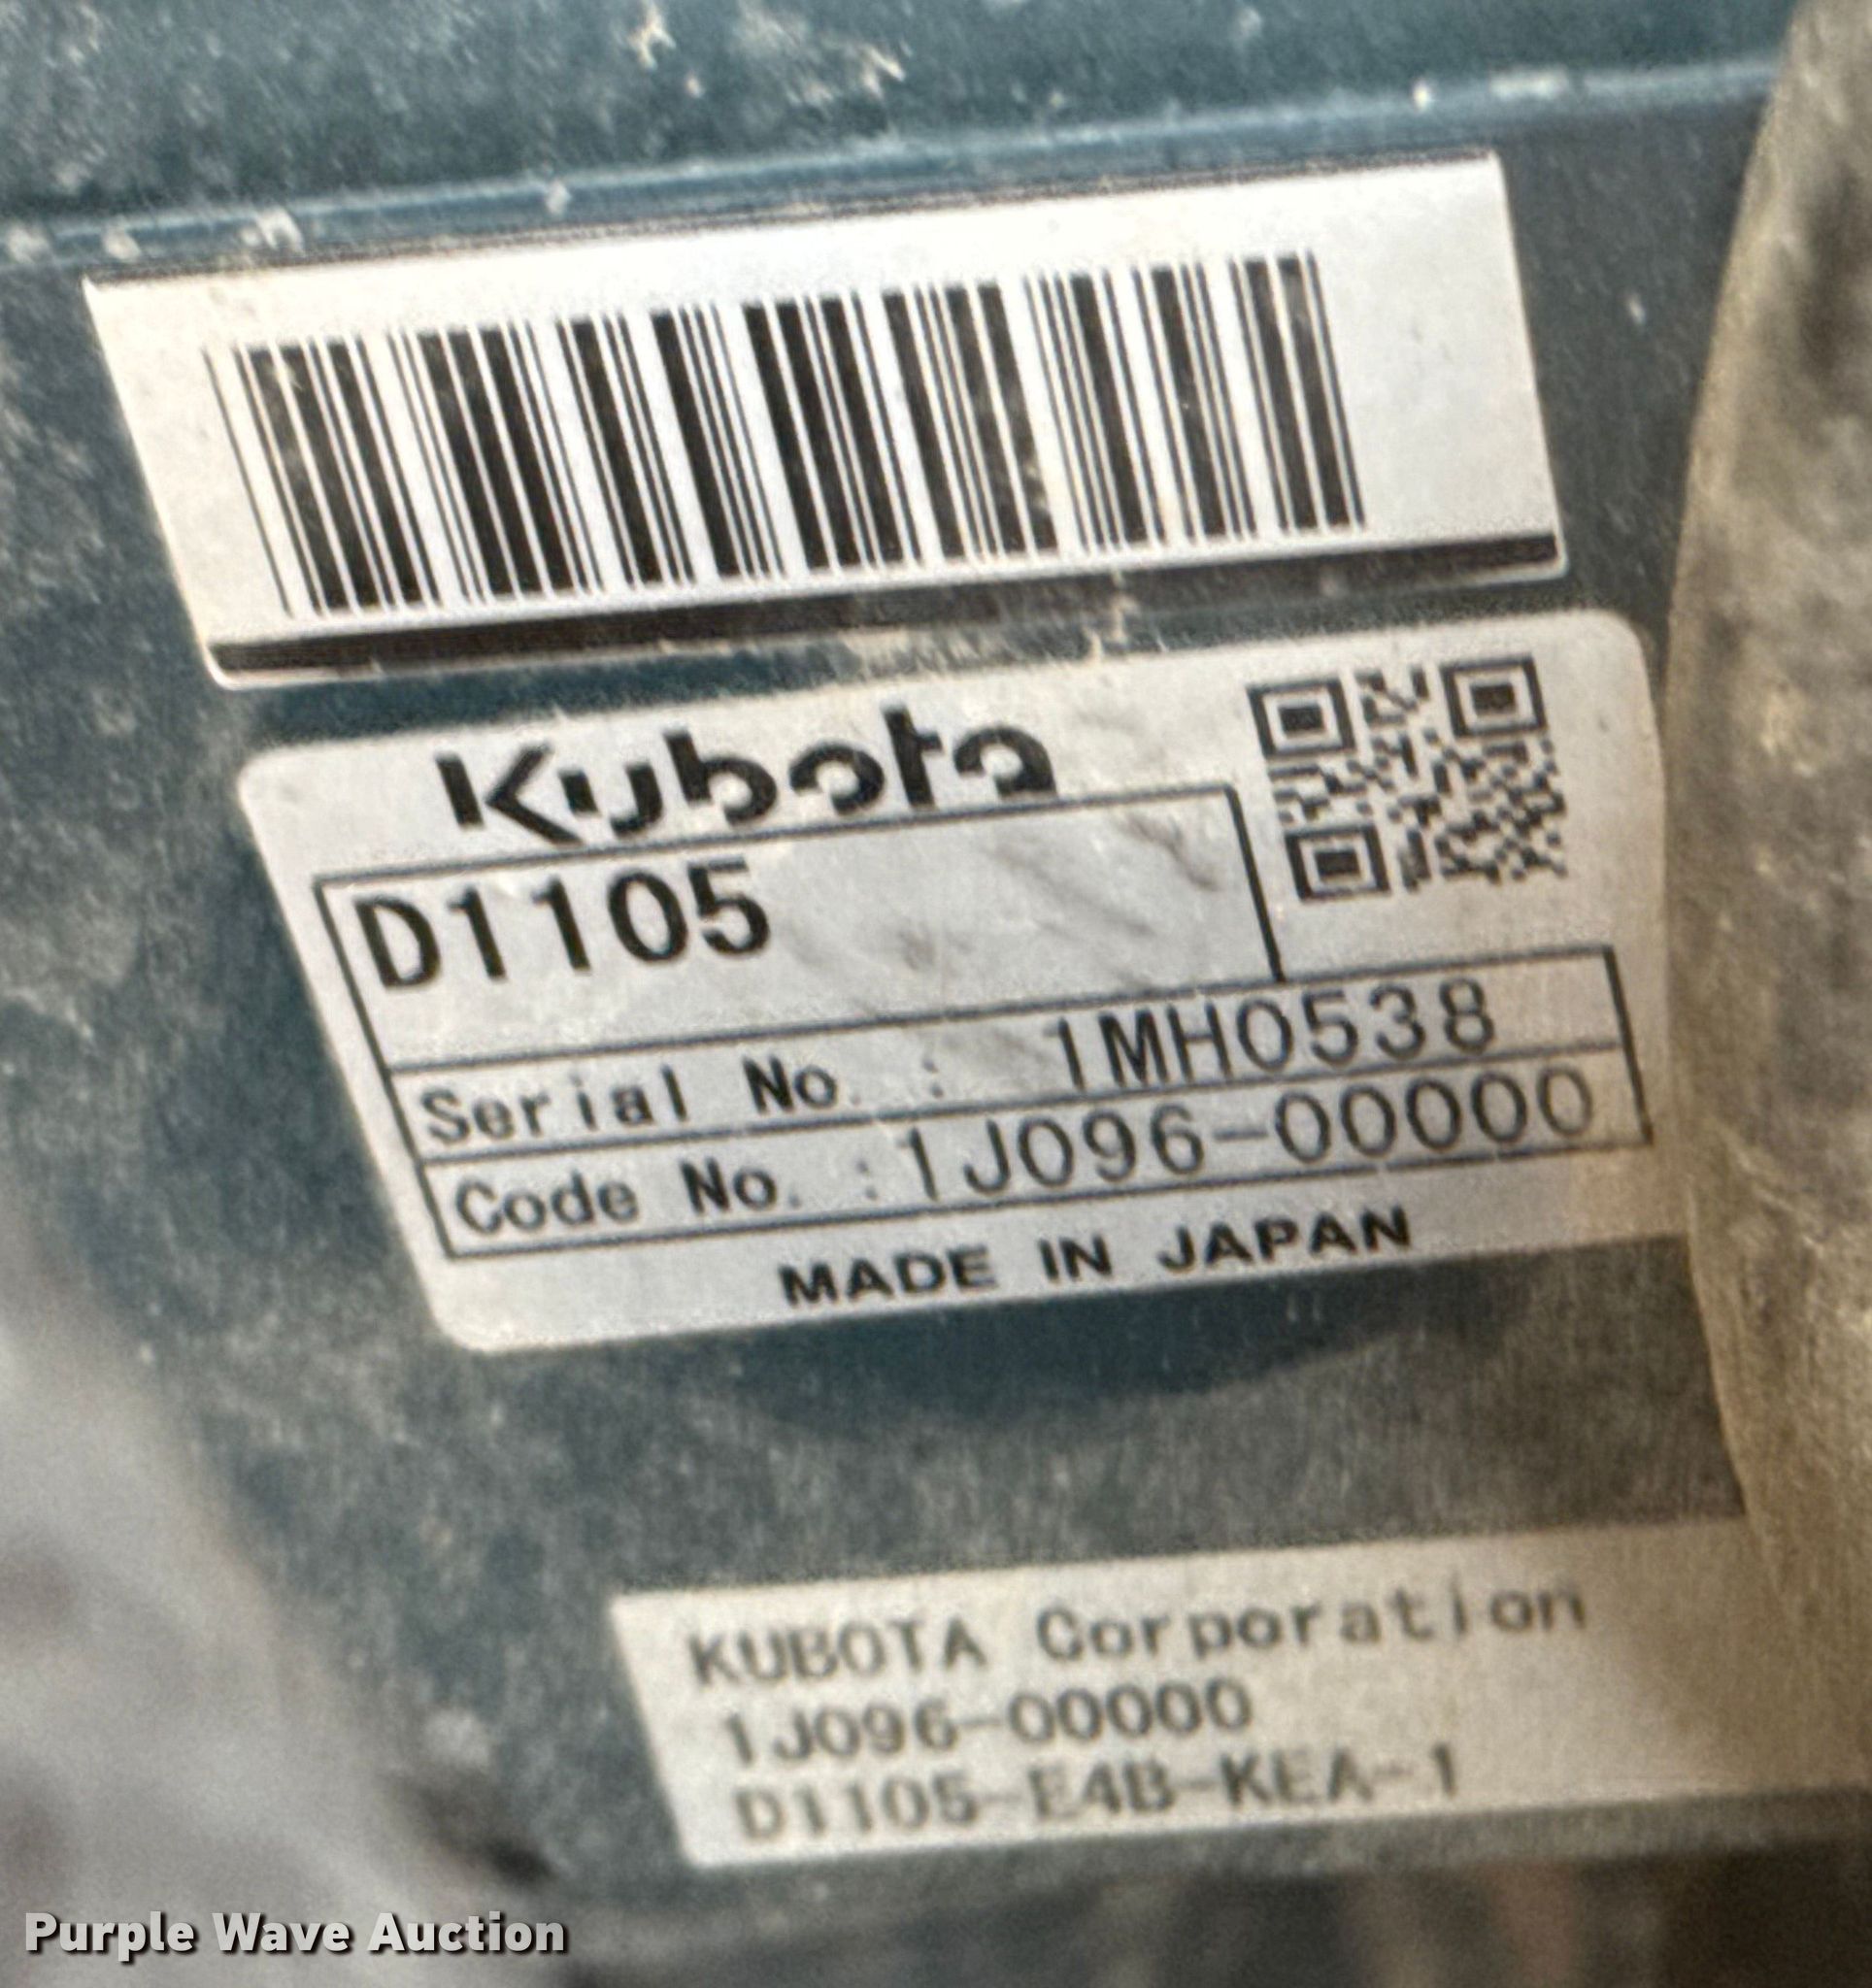 Kubota
D1105
Serial No. : 1MH0538
Code No. :1J096-00000
MADE IN JAPAN
KUBOTA Corporation
1J096-00000
D1105-E4B-KEA-1
Purple Wave Auction